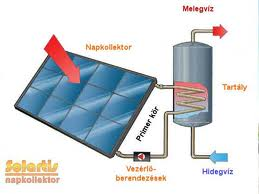 Melegvíz
Napkollektor
Tartály
Primer kör
Vezérlő-
berendezések
Hidegvíz
Solartis
napkollektor